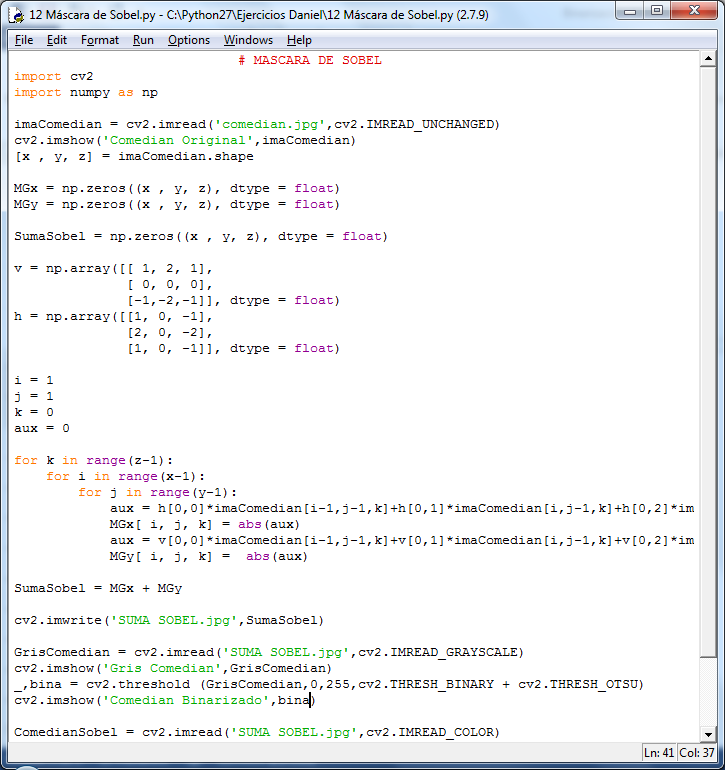 12 Máscara de Sobel.py - C:\Python27\Ejercicios Daniel\12 Máscara de Sobel.py (2.7.9)
File Edit Format Run Options Windows Help
# MASCARA DE SOBEL
import cv2
import numpy as np
imaComedian = cv2.imread('comedian.jpg',cv2.IMREAD_UNCHANGED)
cv2.imshow('Comedian Original',imaComedian)
[x , y, z] = imaComedian.shape
MGx = np.zeros((x , y, z), dtype = float)
MGy = np.zeros((x , y, z), dtype = float)
SumaSobel = np.zeros((x , y, z), dtype = float)
v = np.array([[ 1, 2, 1],
[ 0, 0, 0],
[-1,-2,-1]], dtype = float)
h = np.array([[1, 0, -1],
[2, 0, -2],
[1, 0, -1]], dtype = float)
i = 1
j = 1
k = 0
aux = 0
for k in range(z-1):
for i in range(x-1):
for j in range(y-1):
aux = h[0,0]*imaComedian[i-1,j-1,k]+h[0,1]*imaComedian[i,j-1,k]+h[0,2]*im
MGx[ i, j, k] = abs(aux)
aux = v[0,0]*imaComedian[i-1,j-1,k]+v[0,1]*imaComedian[i,j-1,k]+v[0,2]*im
MGy[ i, j, k] =  abs(aux)
SumaSobel = MGx + MGy
cv2.imwrite('SUMA SOBEL.jpg',SumaSobel)
GrisComedian = cv2.imread('SUMA SOBEL.jpg',cv2.IMREAD_GRAYSCALE)
cv2.imshow('Gris Comedian',GrisComedian)
_,bina = cv2.threshold (GrisComedian,0,255,cv2.THRESH_BINARY + cv2.THRESH_OTSU)
cv2.imshow('Comedian Binarizado',bina)
ComedianSobel = cv2.imread('SUMA SOBEL.jpg',cv2.IMREAD_COLOR)
Ln: 41 Col: 37